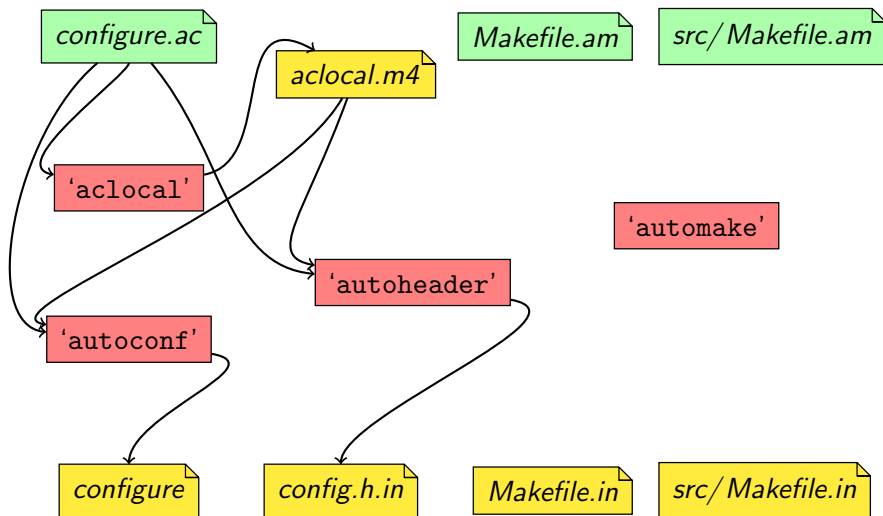 configure.ac
aclocal.m4
Makefile.am
src/Makefile.am
‘aclocal’
‘automake’
‘autoheader’
‘autoconf’
configure
config.h.in
Makefile.in
src/Makefile.in